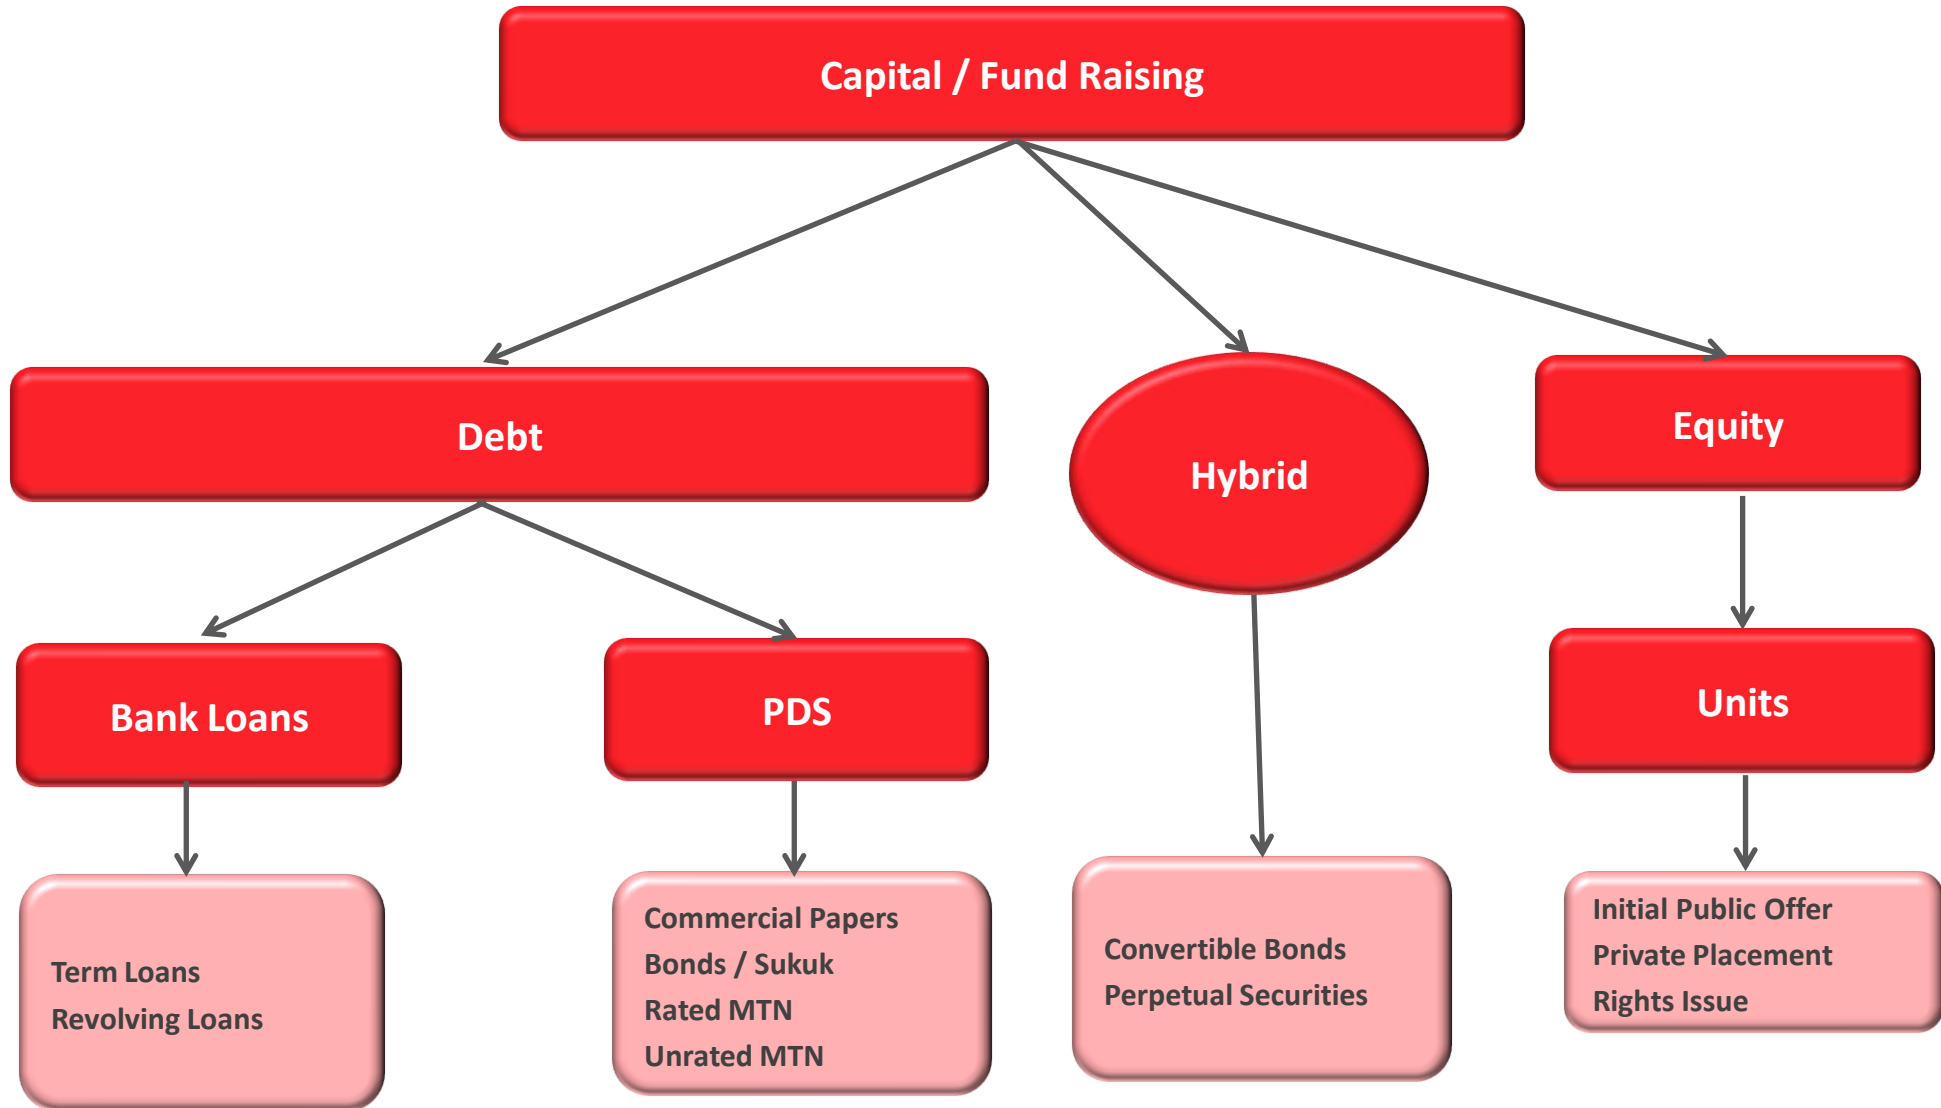 Capital / Fund Raising
Debt
Hybrid
Equity
Bank Loans
PDS
Units
Term Loans
Revolving Loans
Commercial Papers
Bonds / Sukuk
Rated MTN
Unrated MTN
Convertible Bonds
Perpetual Securities
Initial Public Offer
Private Placement
Rights Issue